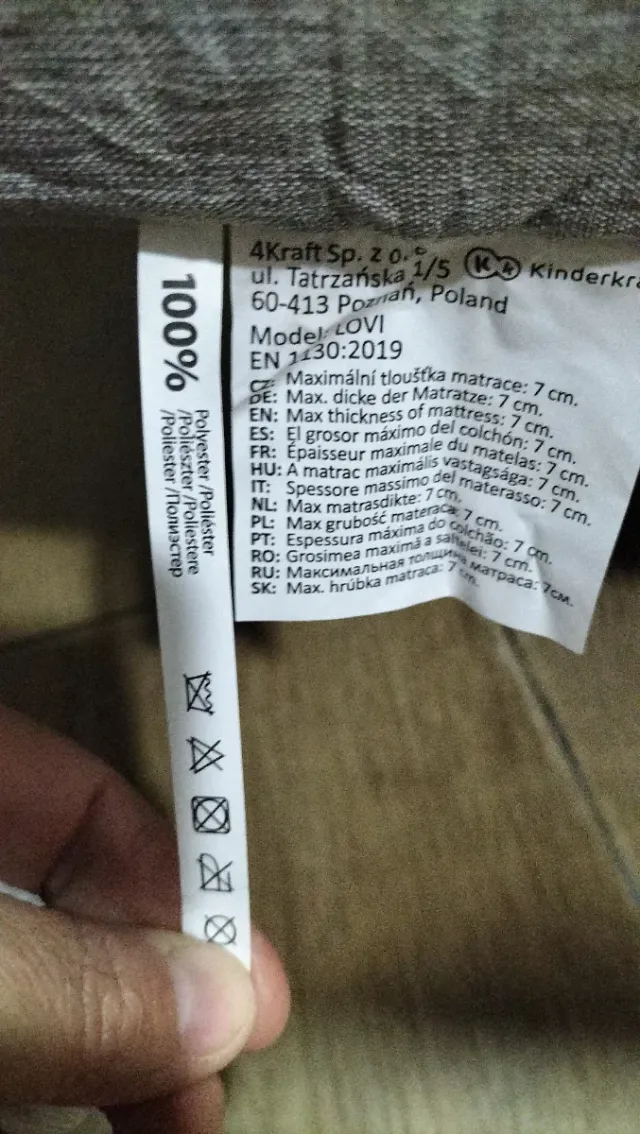 4Kraft Sp. z o.o
ul. Tatrzańska 1/5
60-413 Poznań, Poland
Kinderkra
Model: LOVI
EN 1130:2019
CZ: Maximální tloušťka matrace: 7 cm.
DE: Max. dicke der Matratze: 7 cm.
EN: Max thickness of mattress: 7 cm.
ES: El grosor máximo del colchón: 7 cm.
FR: Épaisseur maximale du matelas: 7 cm.
HU: A matrac maximális vastagsága: 7 cm.
IT: Spessore massimo del materasso: 7 cm.
NL: Max matrasdikte: 7 cm.
PL: Max grubość materaca: 7 cm.
PT: Espessura máxima do colchão: 7 cm.
RO: Grosimea maximă a saltelei: 7 cm.
RU: Максимальная толщина матраса: 7см.
SK: Max. hrúbka matraca: 7 cm.
100%
Polyester /Poliéster
/Poliészter /Poliestere
/Poliester /Полиэстер